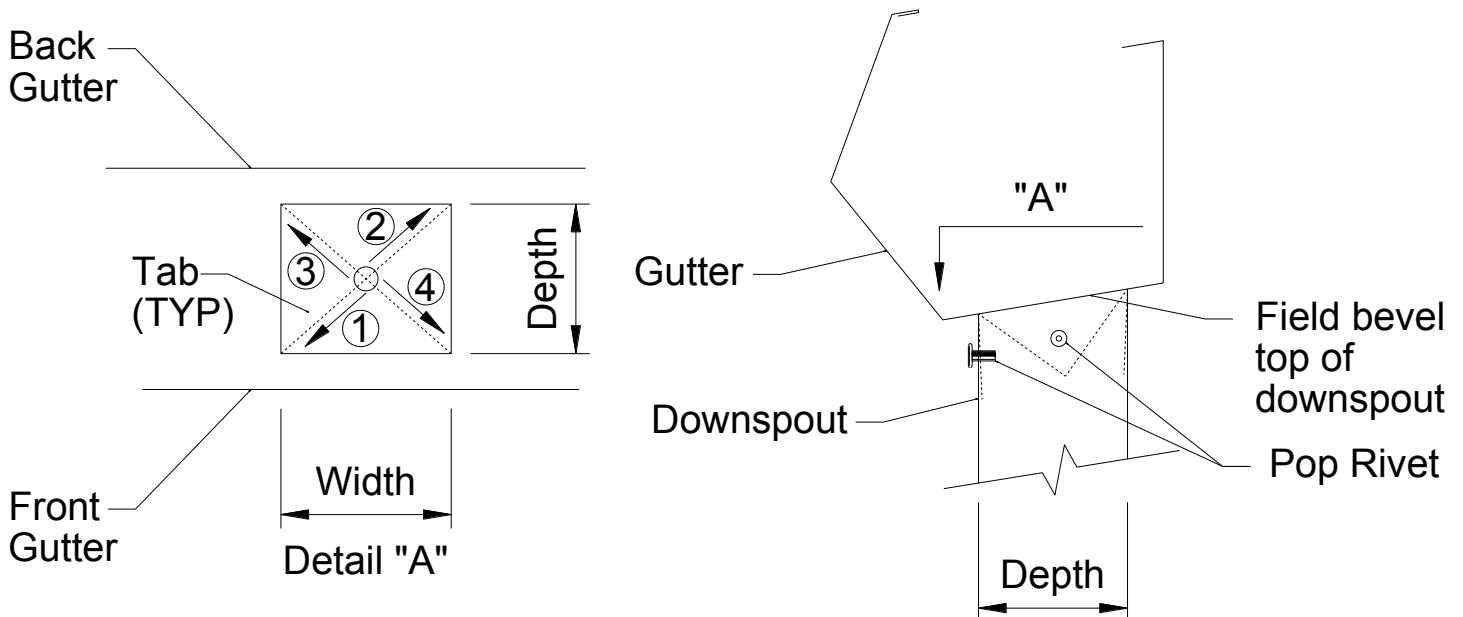 Back
Gutter
②
③
④
①
Tab
(TYP)
Depth
Width
Front
Gutter
Detail "A"
"A"
Gutter
Field bevel
top of
downspout
Downspout
Pop Rivet
Depth